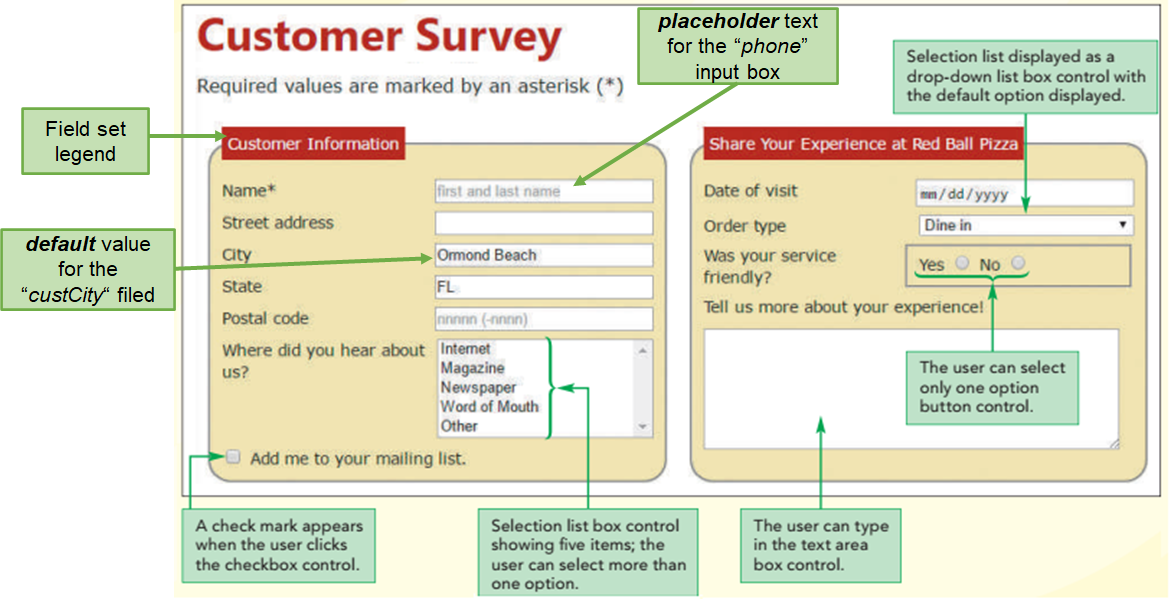 Customer Survey
Required values are marked by an asterisk (*)
placeholder text
for the “phone”
input box
Selection list displayed as a
drop-down list box control with
the default option displayed.
Field set
legend
Customer Information
Name*
first and last name
Street address
City
Ormond Beach
State
FL
Postal code
nnnnn (-nnnn)
Where did you hear about
us?
Internet
Magazine
Newspaper
Word of Mouth
Other
Add me to your mailing list.
default value
for the
“custCity“ filed
Share Your Experience at Red Ball Pizza
Date of visit
mm/dd/yyyy
Order type
Dine in
Was your service
friendly?
Yes No
Tell us more about your experience!
The user can select
only one option
button control.
A check mark appears
when the user clicks
the checkbox control.
Selection list box control
showing five items; the
user can select more than
one option.
The user can type
in the text area
box control.